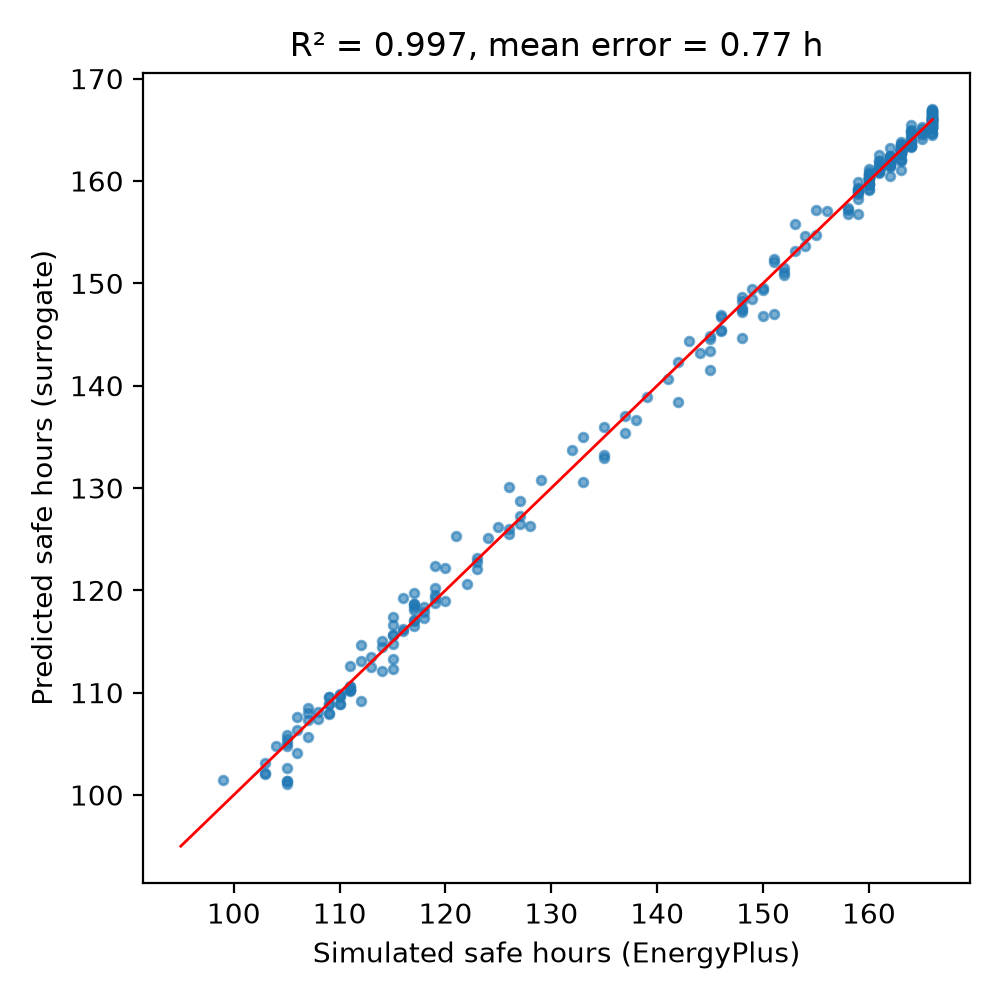 R² = 0.997, mean error = 0.77 h
Predicted safe hours (surrogate)
170
160
150
140
130
120
110
100
100 110 120 130 140 150 160
Simulated safe hours (EnergyPlus)